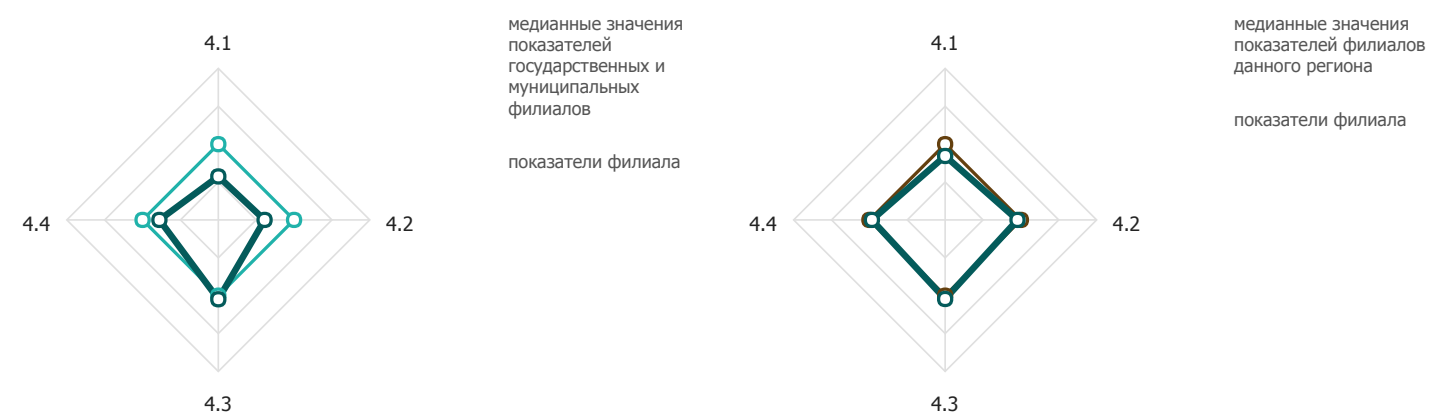 4.1
4.4
4.2
4.3
медианные значения
показателей
государственных и
муниципальных
филиалов
показатели филиала
4.1
4.4
4.2
4.3
медианные значения
показателей филиалов
данного региона
показатели филиала